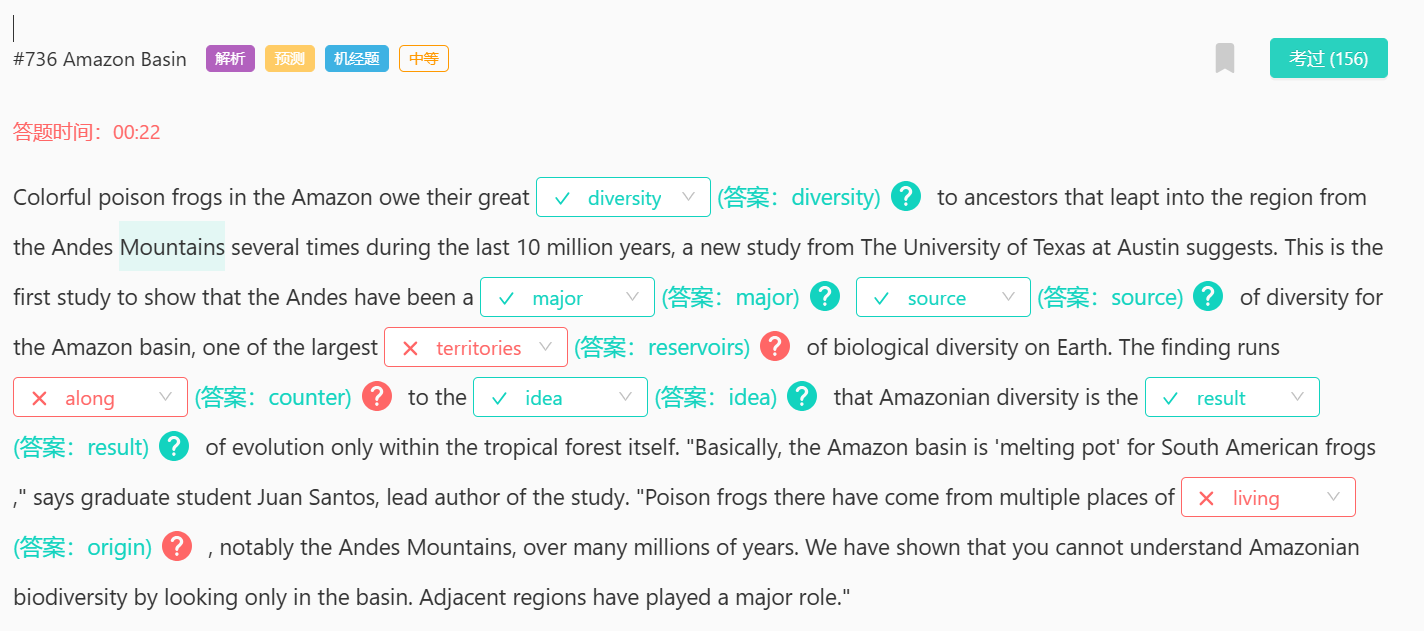 #736 Amazon Basin 解析 预测 机经题 中等 考过 (156)
答题时间：00:22
Colorful poison frogs in the Amazon owe their great diversity (答案：diversity) ? to ancestors that leapt into the region from
the Andes Mountains several times during the last 10 million years, a new study from The University of Texas at Austin suggests. This is the
first study to show that the Andes have been a major (答案：major) ? source (答案：source) ? of diversity for
the Amazon basin, one of the largest territories (答案：reservoirs) ? of biological diversity on Earth. The finding runs
along (答案：counter) ? to the idea (答案：idea) ? that Amazonian diversity is the result
(答案：result) ? of evolution only within the tropical forest itself. "Basically, the Amazon basin is 'melting pot' for South American frogs
," says graduate student Juan Santos, lead author of the study. "Poison frogs there have come from multiple places of living
(答案：origin) ? , notably the Andes Mountains, over many millions of years. We have shown that you cannot understand Amazonian
biodiversity by looking only in the basin. Adjacent regions have played a major role."